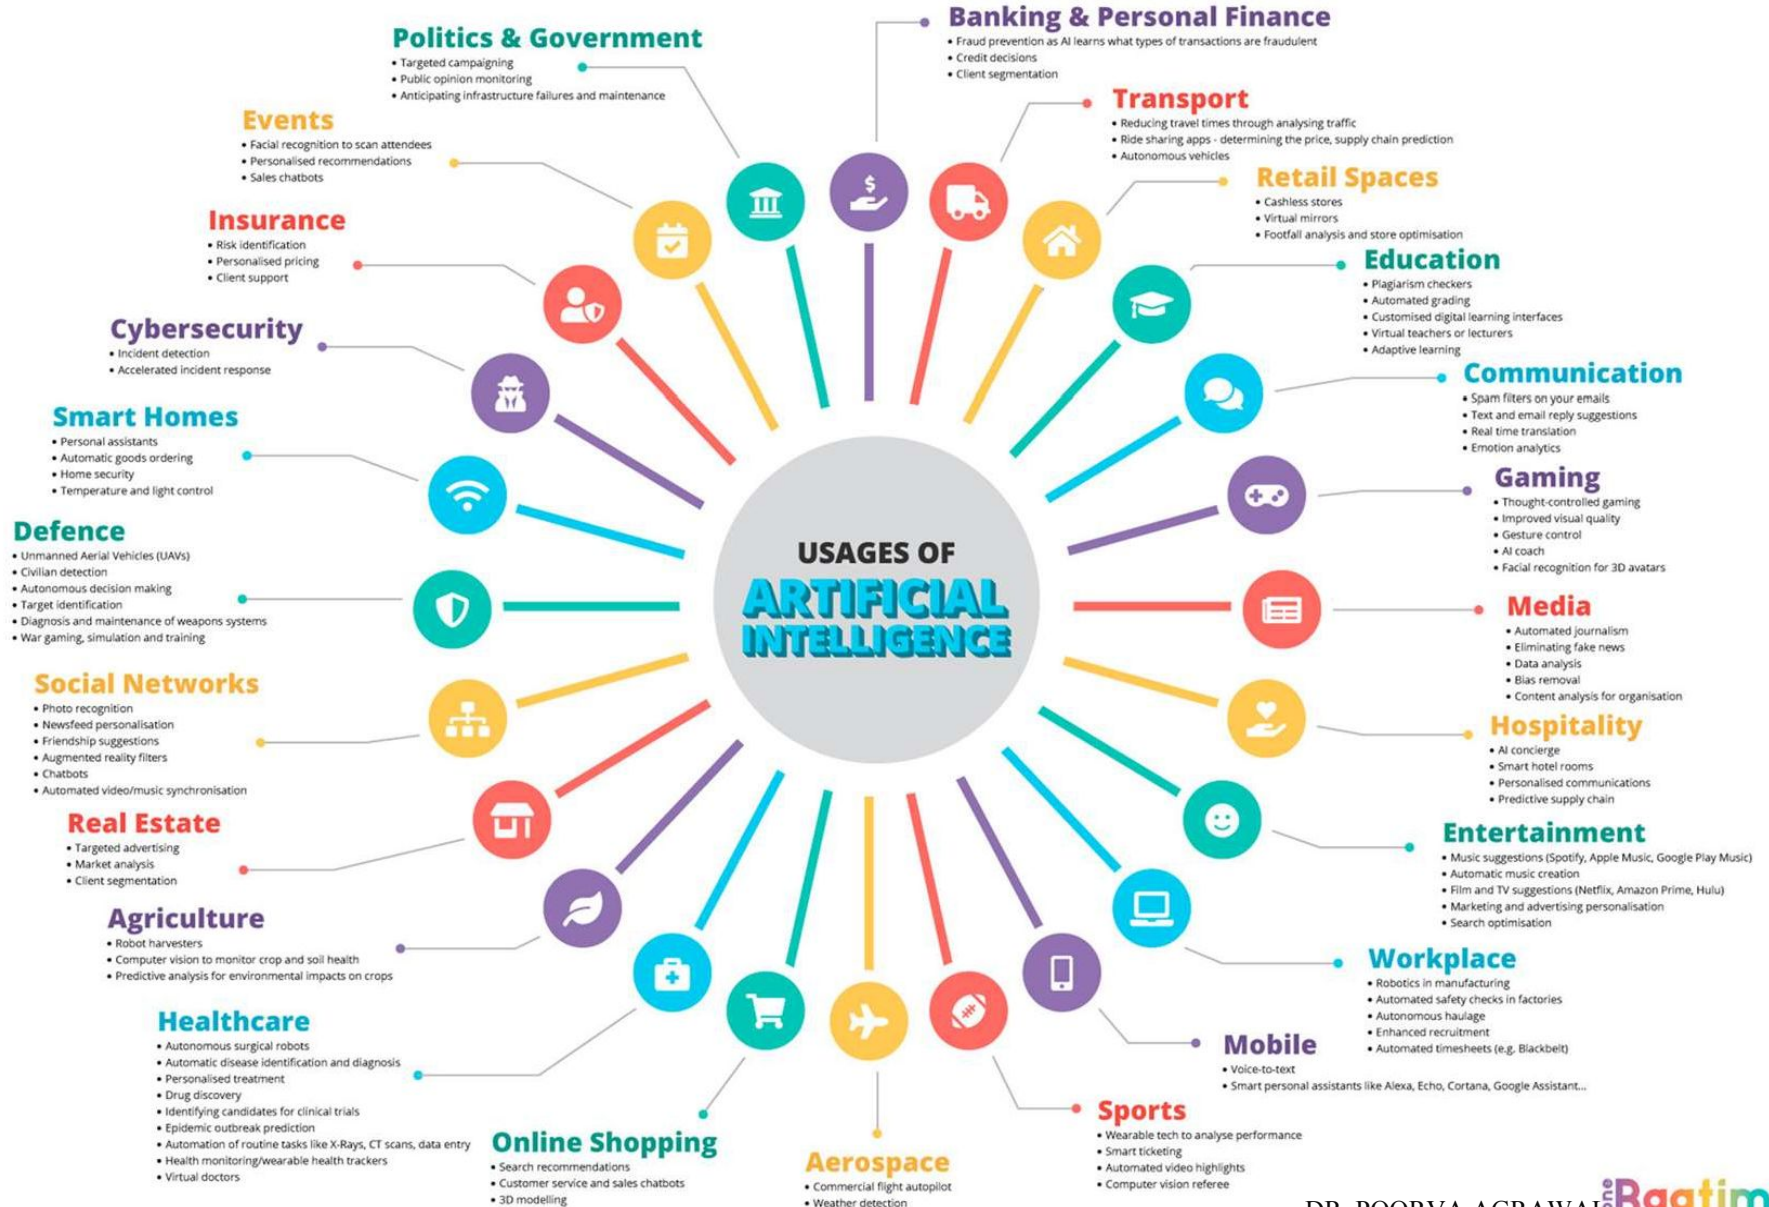 USAGES OF
ARTIFICIAL
INTELLIGENCE
Banking & Personal Finance
• Fraud prevention as AI learns what types of transactions are fraudulent
• Credit decisions
• Client segmentation
Transport
• Reducing travel times through analysing traffic
• Ride sharing apps - determining the price, supply chain prediction
• Autonomous vehicles
Retail Spaces
• Cashless stores
• Virtual mirrors
• Footfall analysis and store optimisation
Education
• Plagiarism checkers
• Automated grading
• Customised digital learning interfaces
• Virtual teachers or lecturers
• Adaptive learning
Communication
• Spam filters on your emails
• Text and email reply suggestions
• Real time translation
• Emotion analytics
Gaming
• Thought-controlled gaming
• Improved visual quality
• Gesture control
• AI coach
• Facial recognition for 3D avatars
Media
• Automated journalism
• Eliminating fake news
• Data analysis
• Bias removal
• Content analysis for organisation
Hospitality
• AI concierge
• Smart hotel rooms
• Personalised communications
• Predictive supply chain
Entertainment
• Music suggestions (Spotify, Apple Music, Google Play Music)
• Automatic music creation
• Film and TV suggestions (Netflix, Amazon Prime, Hulu)
• Marketing and advertising personalisation
• Search optimisation
Workplace
• Robotics in manufacturing
• Automated safety checks in factories
• Autonomous haulage
• Enhanced recruitment
• Automated timesheets (e.g. Blackbelt)
Mobile
• Voice-to-text
• Smart personal assistants like Alexa, Echo, Cortana, Google Assistant...
Sports
• Wearable tech to analyse performance
• Smart ticketing
• Automated video highlights
• Computer vision referee
Aerospace
• Commercial flight autopilot
• Weather detection
Online Shopping
• Search recommendations
• Customer service and sales chatbots
• 3D modelling
Healthcare
• Autonomous surgical robots
• Automatic disease identification and diagnosis
• Personalised treatment
• Drug discovery
• Identifying candidates for clinical trials
• Epidemic outbreak prediction
• Automation of routine tasks like X-Rays, CT scans, data entry
• Health monitoring/wearable health trackers
• Virtual doctors
Agriculture
• Robot harvesters
• Computer vision to monitor crop and soil health
• Predictive analysis for environmental impacts on crops
Real Estate
• Targeted advertising
• Market analysis
• Client segmentation
Social Networks
• Photo recognition
• Newsfeed personalisation
• Friendship suggestions
• Augmented reality filters
• Chatbots
• Automated video/music synchronisation
Defence
• Unmanned Aerial Vehicles (UAVs)
• Civilian detection
• Autonomous decision making
• Target identification
• Diagnosis and maintenance of weapons systems
• War gaming, simulation and training
Smart Homes
• Personal assistants
• Automatic goods ordering
• Home security
• Temperature and light control
Cybersecurity
• Incident detection
• Accelerated incident response
Insurance
• Risk identification
• Personalised pricing
• Client support
Events
• Facial recognition to scan attendees
• Personalised recommendations
• Sales chatbots
Politics & Government
• Targeted campaigning
• Public opinion monitoring
• Anticipating infrastructure failures and maintenance
DR. POORVA AGRAWAL